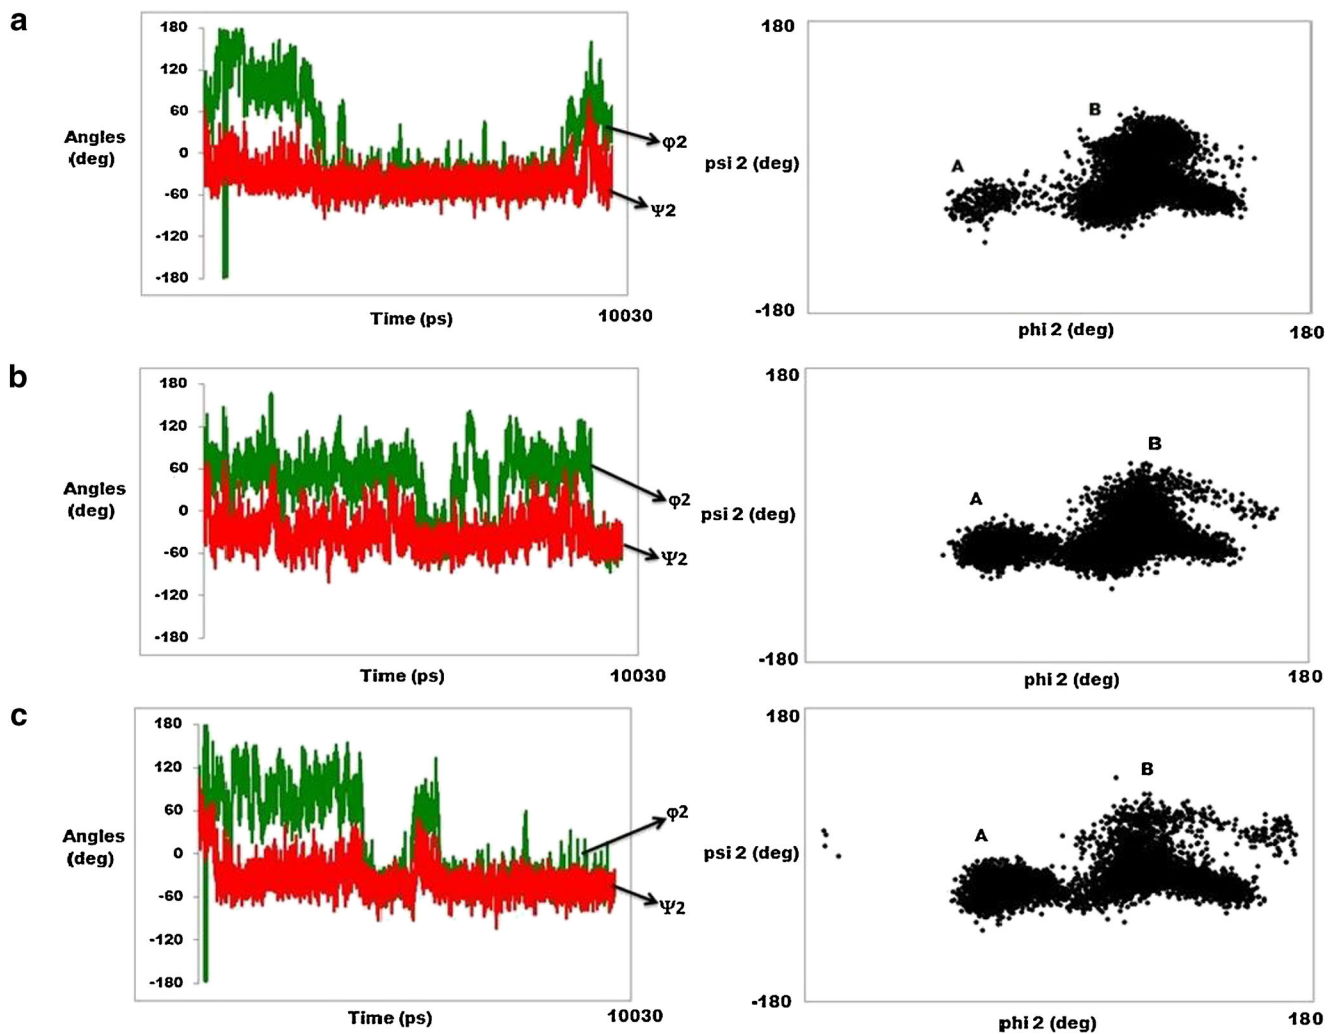 a
180
120
60
0
-60
-120
-180
Angles
(deg)
φ2
Ψ2
Time (ps)
10030
180
psi 2 (deg)
-180
A
B
phi 2 (deg)
180
b
180
120
60
0
-60
-120
-180
Angles
(deg)
φ2
Ψ2
Time (ps)
10030
180
psi 2 (deg)
-180
A
B
phi 2 (deg)
180
c
180
120
60
0
-60
-120
-180
Angles
(deg)
φ2
Ψ2
Time (ps)
10030
180
psi 2 (deg)
-180
A
B
phi 2 (deg)
180